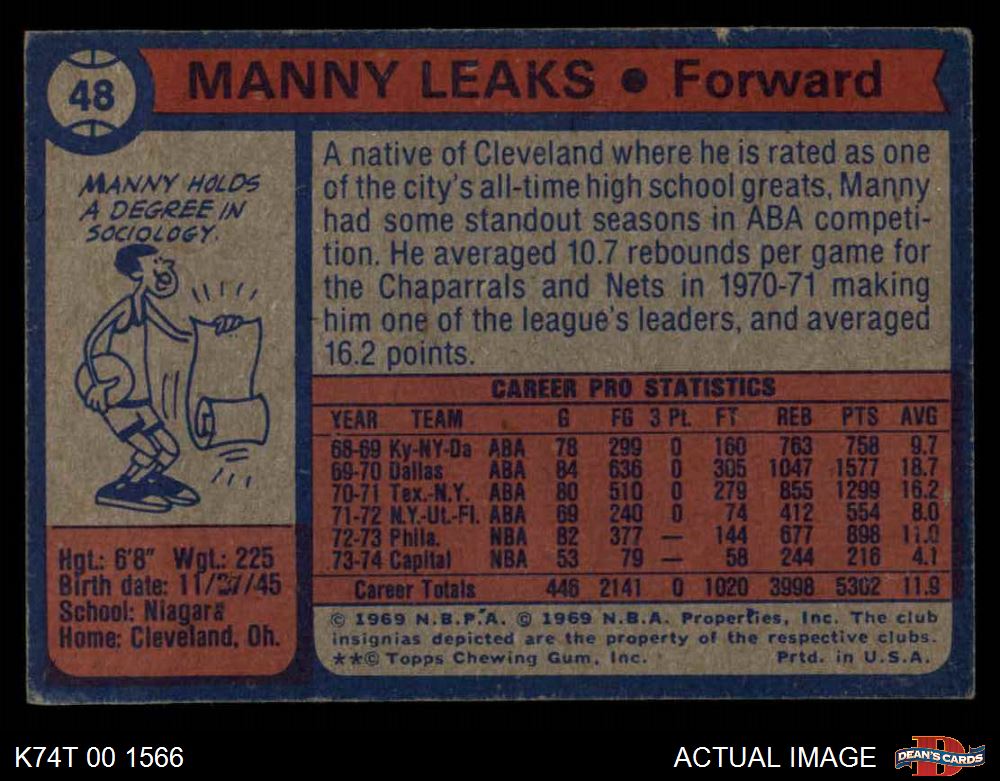 48
MANNY LEAKS • Forward
MANNY HOLDS
A DEGREE IN
SOCIOLOGY.
A native of Cleveland where he is rated as one
of the city's all-time high school greats, Manny
had some standout seasons in ABA competi-
tion. He averaged 10.7 rebounds per game for
the Chaparrals and Nets in 1970-71 making
him one of the league's leaders, and averaged
16.2 points.
CAREER PRO STATISTICS
YEAR TEAM G FG 3 Pt. FT REB PTS AVG
68-69 Ky-NY-Da ABA 78 299 0 160 763 758 9.7
69-70 Dallas ABA 84 636 0 305 1047 1577 18.7
70-71 Tex.-N.Y. ABA 80 510 0 279 855 1299 16.2
71-72 N.Y.-Ut.-Fl. ABA 69 240 0 74 412 554 8.0
72-73 Phila. NBA 82 377 — 144 677 898 11.0
73-74 Capital NBA 53 79 — 58 244 216 4.1
Career Totals 446 2141 0 1020 3998 5302 11.9
Hgt.: 6'8" Wgt.: 225
Birth date: 11/27/45
School: Niagara
Home: Cleveland, Oh.
© 1969 N.B.P.A. © 1969 N.B.A. Properties, Inc. The club
insignias depicted are the property of the respective clubs.
**© Topps Chewing Gum, Inc. Prtd. in U.S.A.
K74T 00 1566
ACTUAL IMAGE
D
DEAN'S CARDS